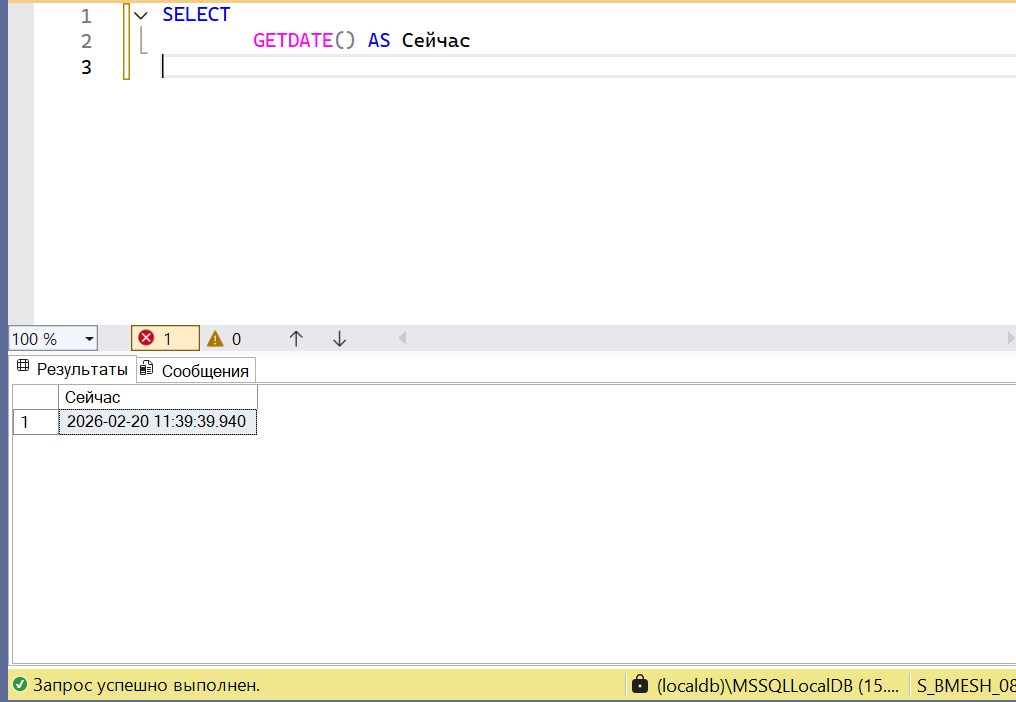 1 SELECT
2 GETDATE() AS Сейчас
3
100 % 1 0
Результаты Сообщения
Сейчас
1 2026-02-20 11:39:39.940
Запрос успешно выполнен. (localdb)\MSSQLLocalDB (15.... S_BMESH_08